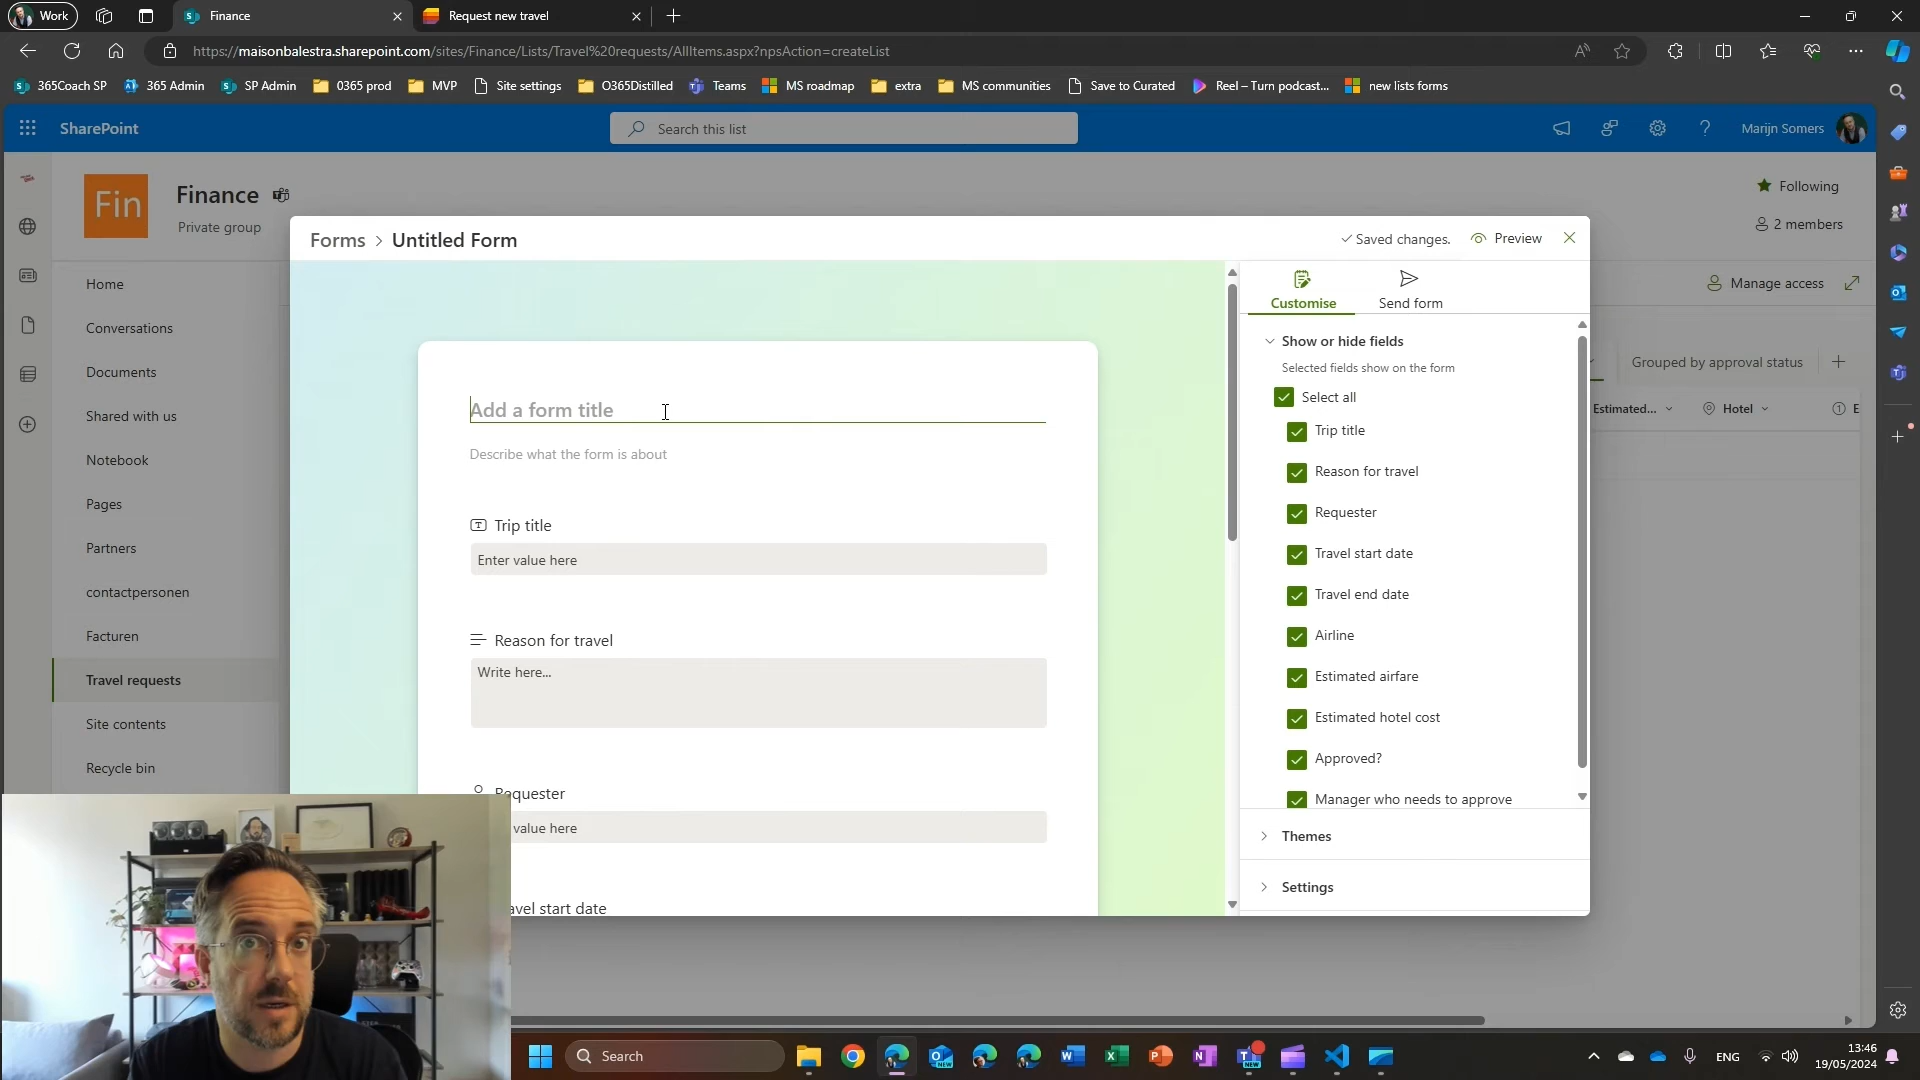 Work
Finance
Request new travel
https://maisonbalestra.sharepoint.com/sites/Finance/Lists/Travel%20requests/AllItems.aspx?npsAction=createList
365Coach SP
365 Admin
SP Admin
0365 prod
MVP
Site settings
O365Distilled
Teams
MS roadmap
extra
MS communities
Save to Curated
Reel – Turn podcast...
new lists forms
SharePoint
Search this list
Marijn Somers
Fin
Finance
Private group
Following
2 members
Home
Conversations
Documents
Shared with us
Notebook
Pages
Partners
contactpersonen
Facturen
Travel requests
Site contents
Recycle bin
Manage access
Grouped by approval status
Estimated...
Hotel
Forms > Untitled Form
Saved changes.
Preview
Add a form title
Describe what the form is about
Trip title
Enter value here
Reason for travel
Write here...
Requester
value here
avel start date
Customise
Send form
Show or hide fields
Selected fields show on the form
Select all
Trip title
Reason for travel
Requester
Travel start date
Travel end date
Airline
Estimated airfare
Estimated hotel cost
Approved?
Manager who needs to approve
Themes
Settings
Search
ENG
13:46
19/05/2024